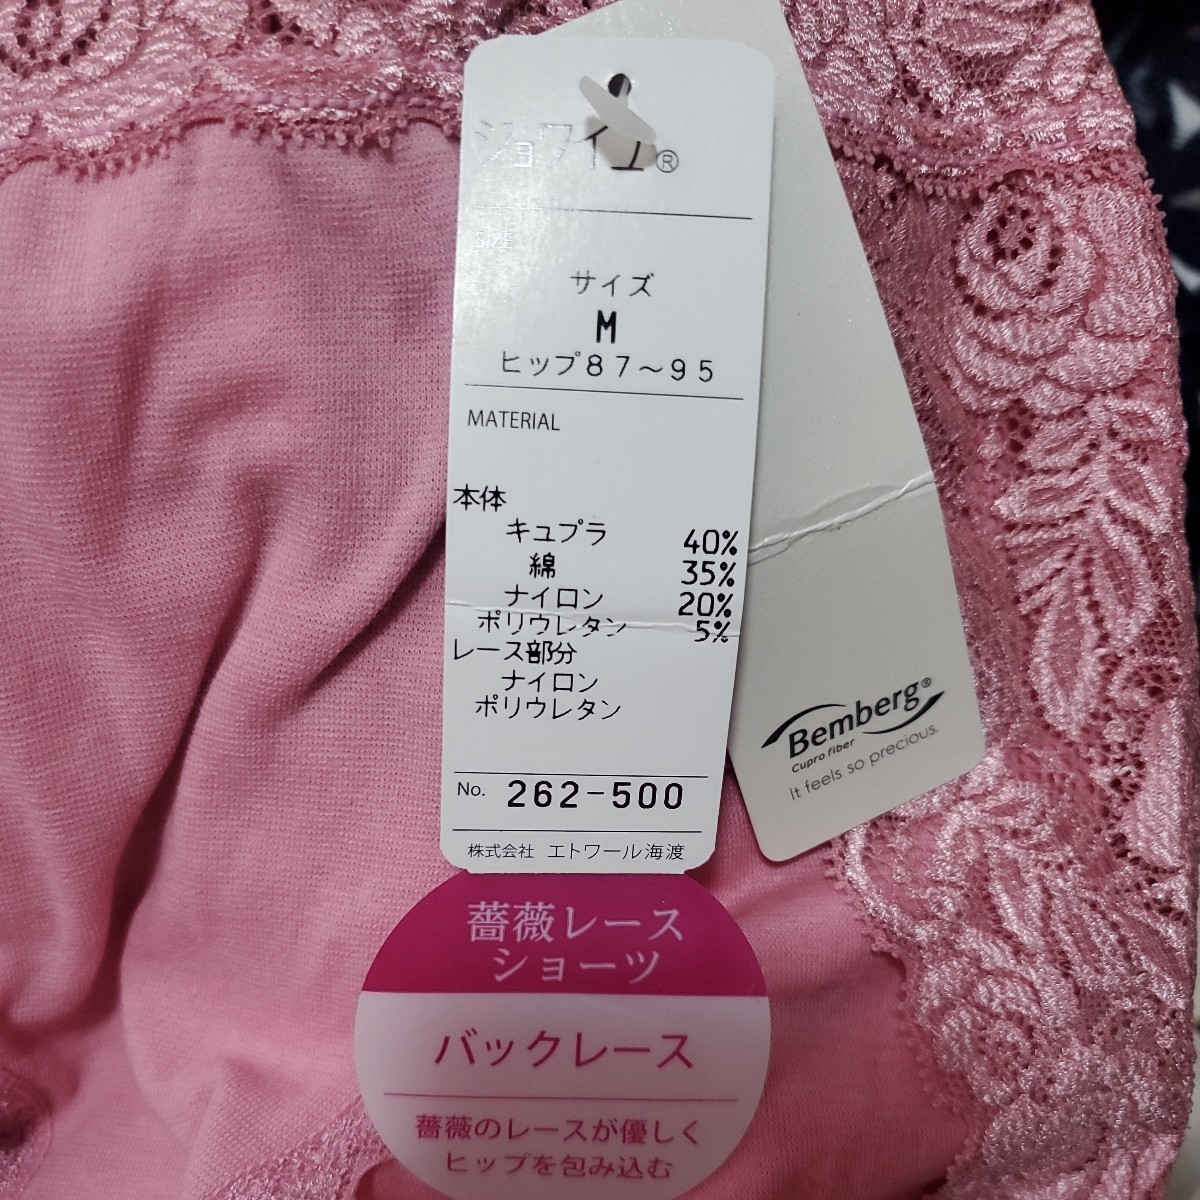 ジョワイユ®
SIZE
サイズ
M
ヒップ87～95
MATERIAL
本体
キュプラ 40%
綿 35%
ナイロン 20%
ポリウレタン 5%
レース部分
ナイロン
ポリウレタン
No. 262-500
株式会社 エトワール海渡
薔薇レース
ショーツ
バックレース
薔薇のレースが優しく
ヒップを包み込む
Bemberg®
Cupro fiber
It feels so precious.